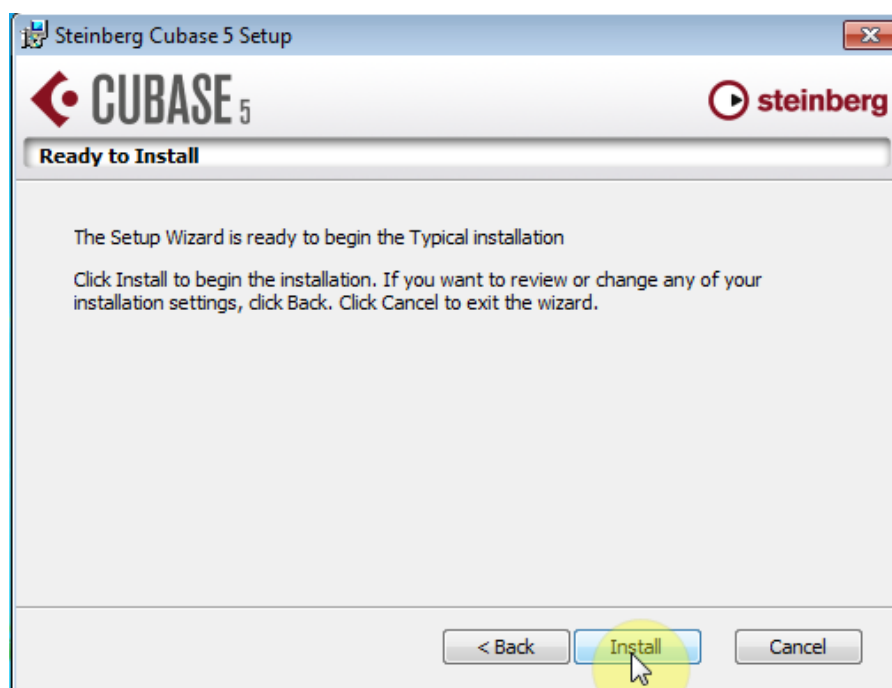 Steinberg Cubase 5 Setup
CUBASE 5
steinberg
Ready to Install
The Setup Wizard is ready to begin the Typical installation
Click Install to begin the installation. If you want to review or change any of your
installation settings, click Back. Click Cancel to exit the wizard.
< Back Install Cancel